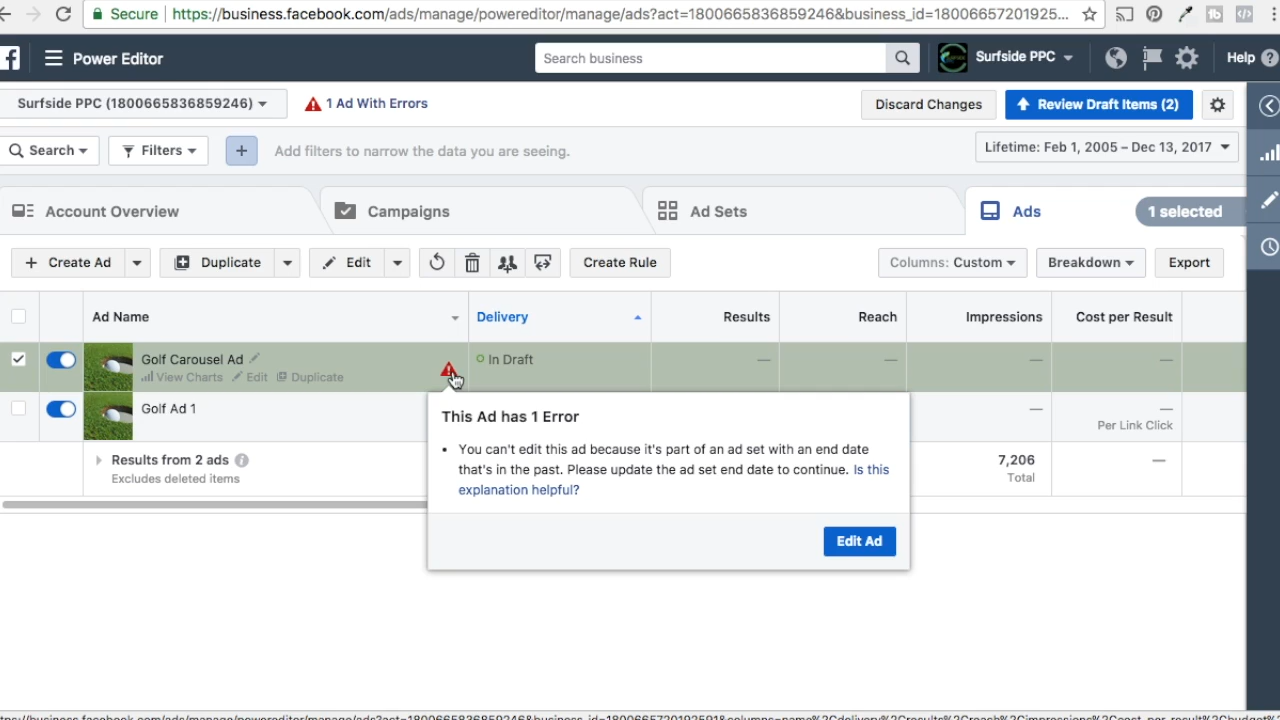 Secure
https://business.facebook.com/ads/manage/powereditor/manage/ads?act=1800665836859246&business_id=18006657201925...
Power Editor
Search business
Surfside PPC
Help
Surfside PPC (1800665836859246)
1 Ad With Errors
Discard Changes
Review Draft Items (2)
Search
Filters
+
Add filters to narrow the data you are seeing.
Lifetime: Feb 1, 2005 – Dec 13, 2017
Account Overview
Campaigns
Ad Sets
Ads
1 selected
+ Create Ad
Duplicate
Edit
Create Rule
Columns: Custom
Breakdown
Export
Ad Name
Delivery
Results
Reach
Impressions
Cost per Result
Golf Carousel Ad
In Draft
—
—
—
—
View Charts
Edit
Duplicate
Golf Ad 1
—
—
Per Link Click
This Ad has 1 Error
• You can't edit this ad because it's part of an ad set with an end date
that's in the past. Please update the ad set end date to continue. Is this
explanation helpful?
Edit Ad
Results from 2 ads
7,206
—
Excludes deleted items
Total